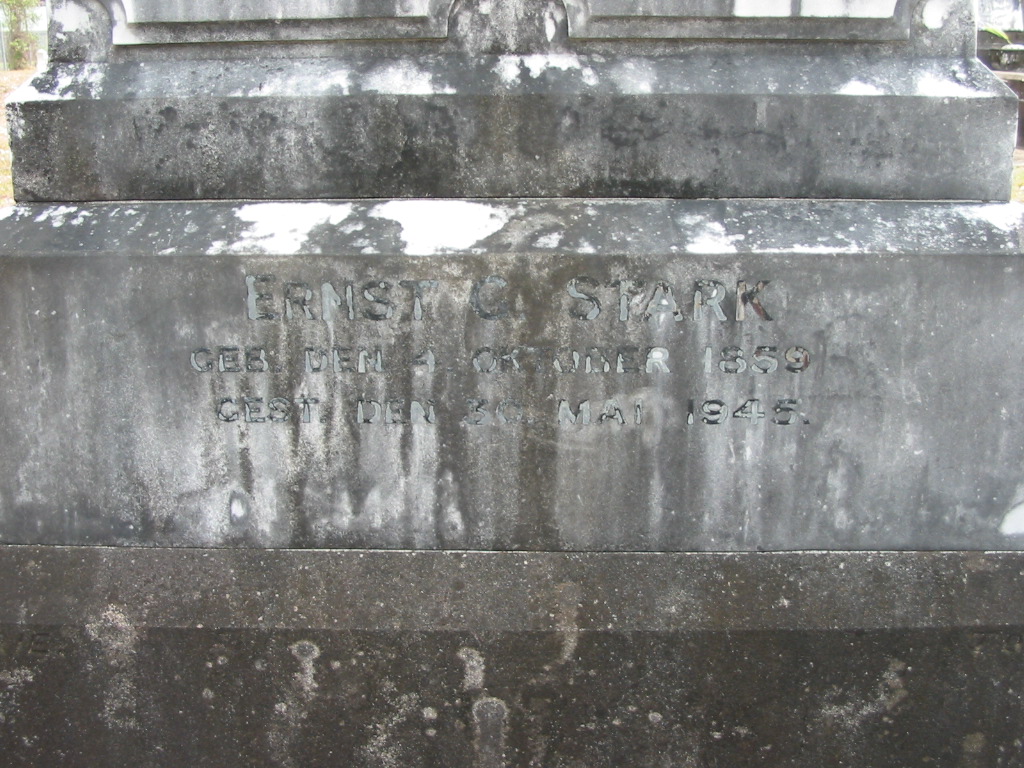 ERNST G. STARK
GEB. DEN 4 OKTOBER 1859
GEST. DEN 30 MAI 1945.